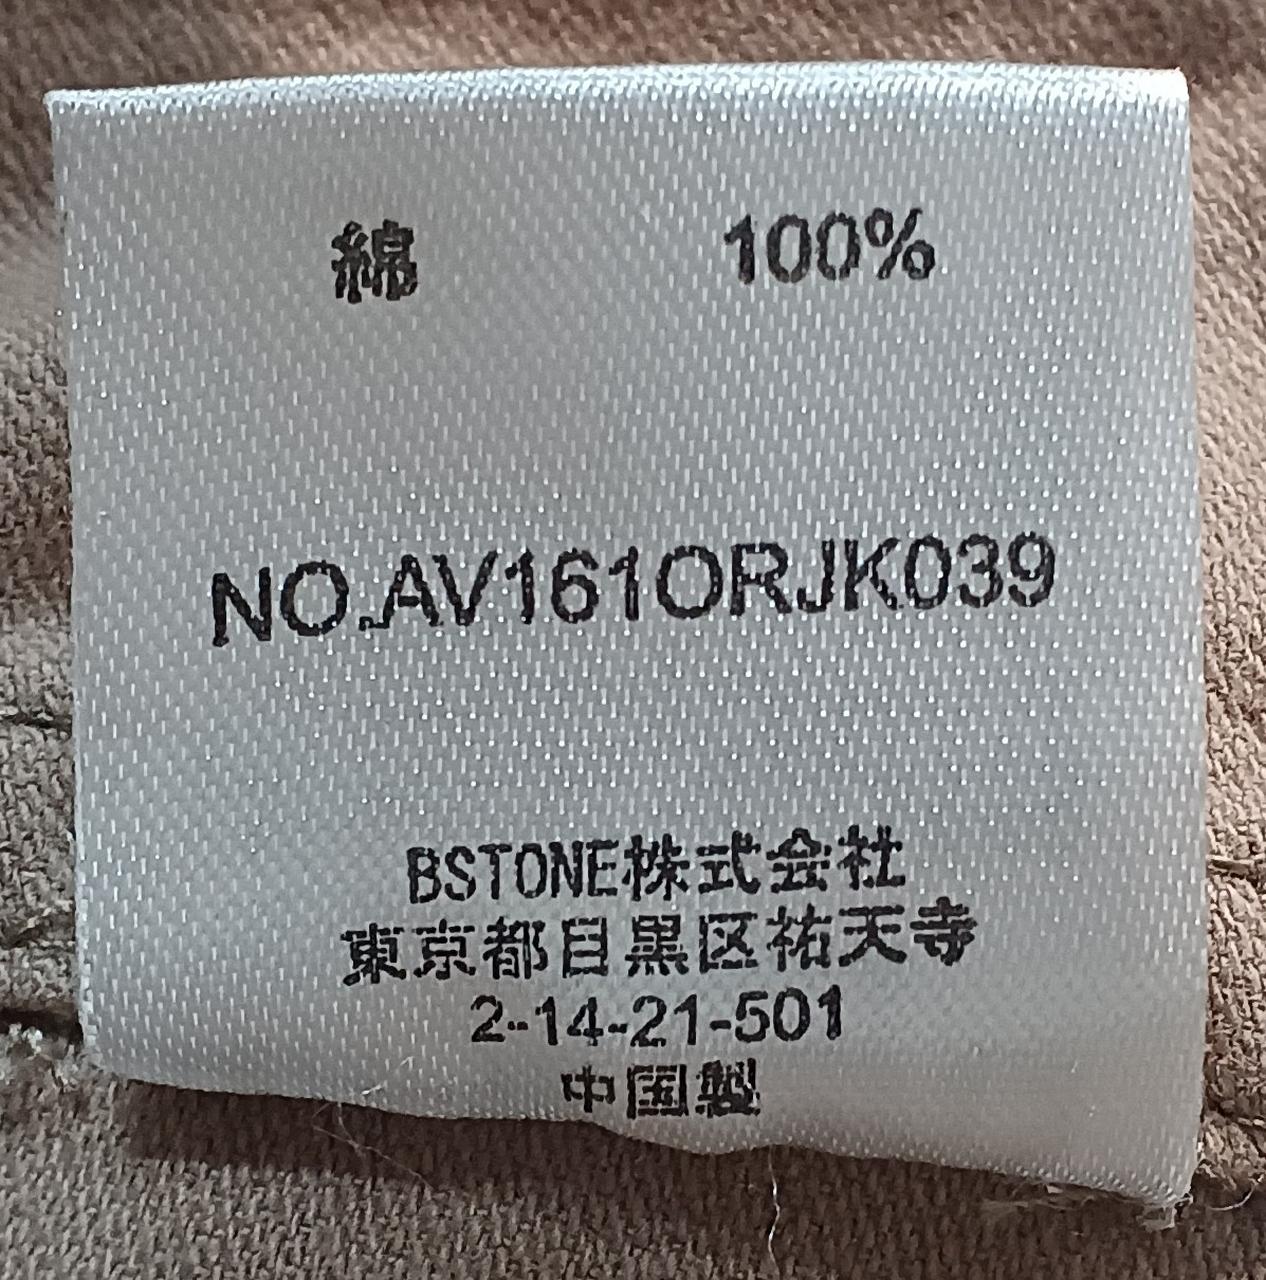 綿 100%
NO.AV161ORJK039
BSTONE株式会社
東京都目黒区祐天寺
2-14-21-501
中国製